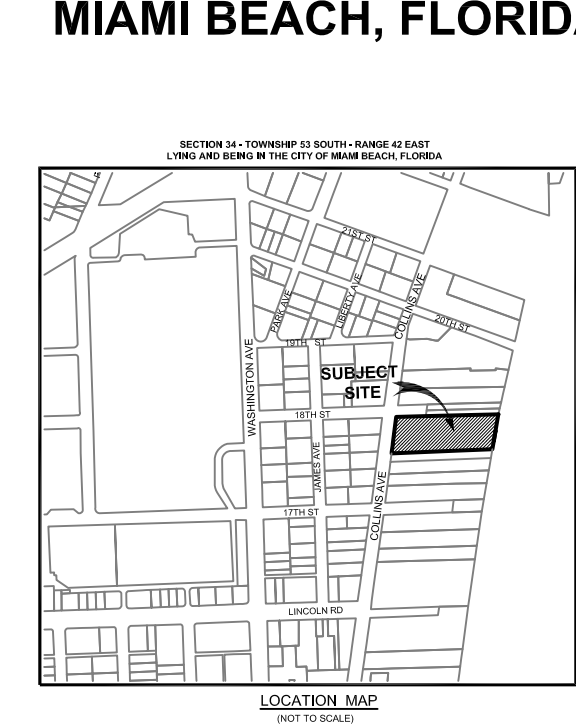 MIAMI BEACH, FLORIDA
SECTION 34 - TOWNSHIP 53 SOUTH - RANGE 42 EAST
LYING AND BEING IN THE CITY OF MIAMI BEACH, FLORIDA
21ST ST
PARK AVE
LIBERTY AVE
COLLINS AVE
20TH ST
WASHINGTON AVE
19TH ST
SUBJECT
SITE
18TH ST
JAMES AVE
COLLINS AVE
17TH ST
LINCOLN RD
LOCATION MAP
(NOT TO SCALE)